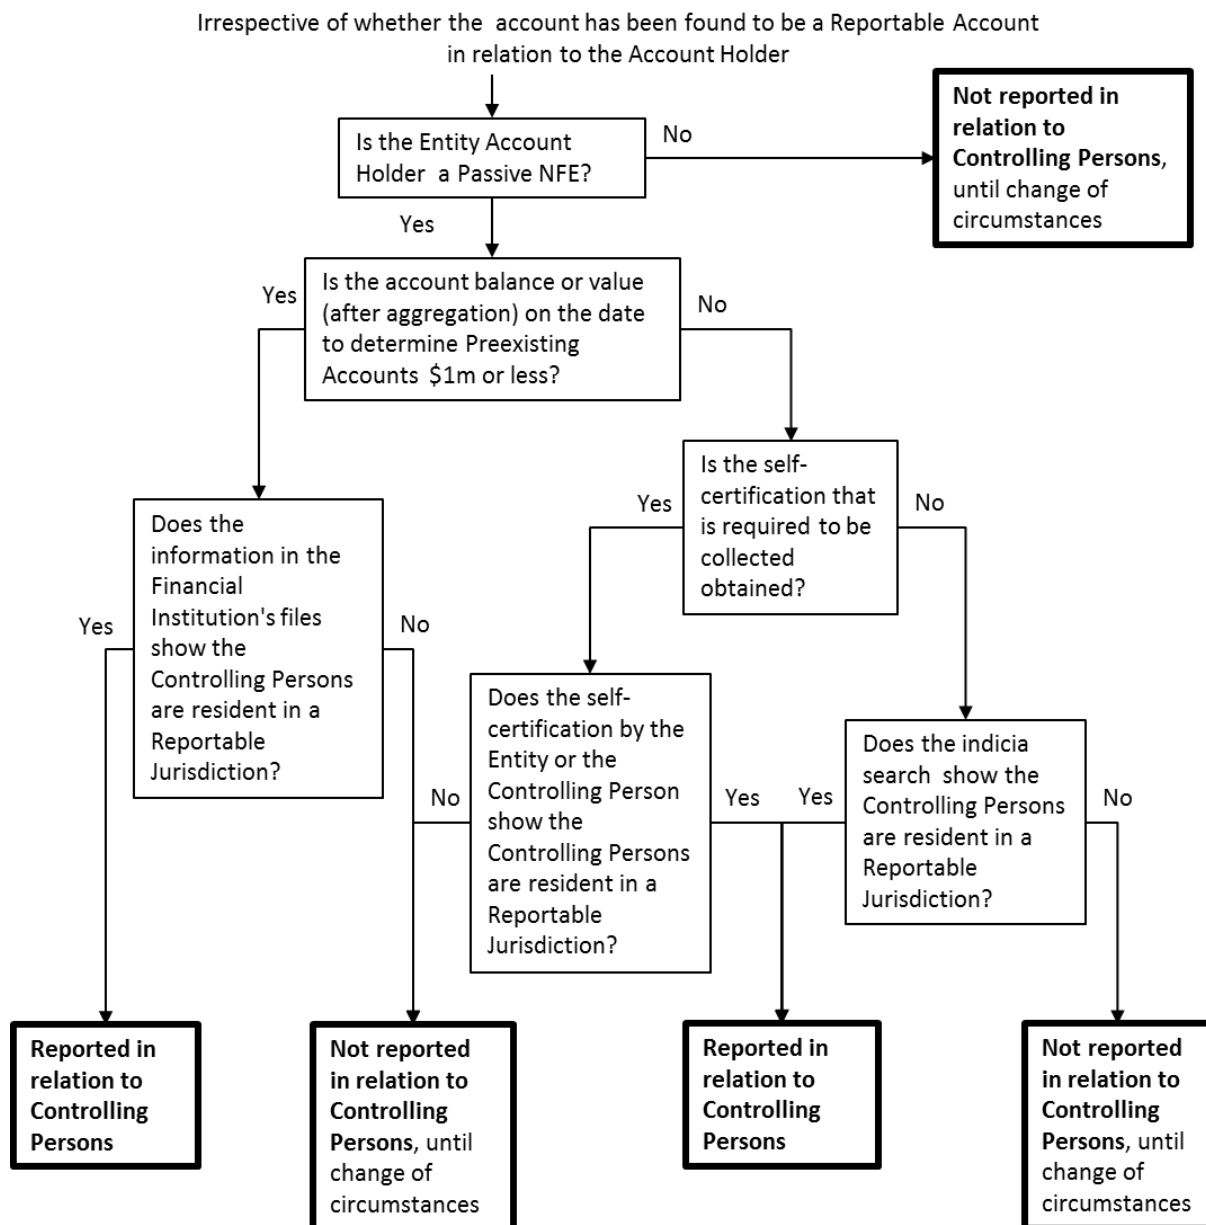 Irrespective of whether the account has been found to be a Reportable Account
in relation to the Account Holder
Is the Entity Account
Holder a Passive NFE?
No
Not reported in
relation to
Controlling Persons,
until change of
circumstances
Yes
Is the account balance or value
(after aggregation) on the date
to determine Preexisting
Accounts $1m or less?
Yes
No
Is the self-
certification that
is required to be
collected
obtained?
Yes
No
Does the
information in the
Financial
Institution's files
show the
Controlling Persons
are resident in a
Reportable
Jurisdiction?
Yes
No
Does the self-
certification by the
Entity or the
Controlling Person
show the
Controlling Persons
are resident in a
Reportable
Jurisdiction?
No
Yes
Does the indicia
search show the
Controlling Persons
are resident in a
Reportable
Jurisdiction?
Yes
No
Reported in
relation to
Controlling
Persons
Not reported
in relation to
Controlling
Persons, until
change of
circumstances
Reported in
relation to
Controlling
Persons
Not reported
in relation to
Controlling
Persons, until
change of
circumstances